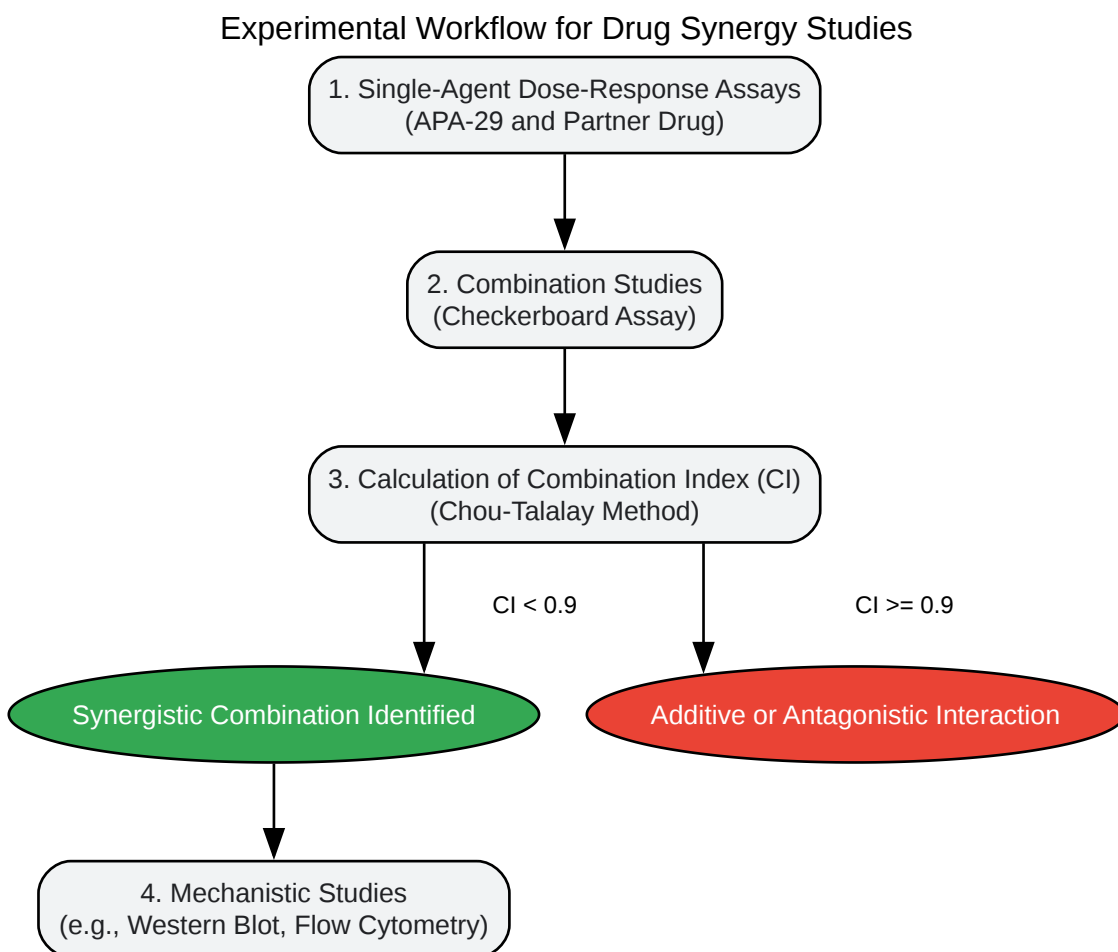 Experimental Workflow for Drug Synergy Studies
1. Single-Agent Dose-Response Assays
(APA-29 and Partner Drug)
2. Combination Studies
(Checkerboard Assay)
3. Calculation of Combination Index (CI)
(Chou-Talalay Method)
CI < 0.9
CI >= 0.9
Synergistic Combination Identified
Additive or Antagonistic Interaction
4. Mechanistic Studies
(e.g., Western Blot, Flow Cytometry)